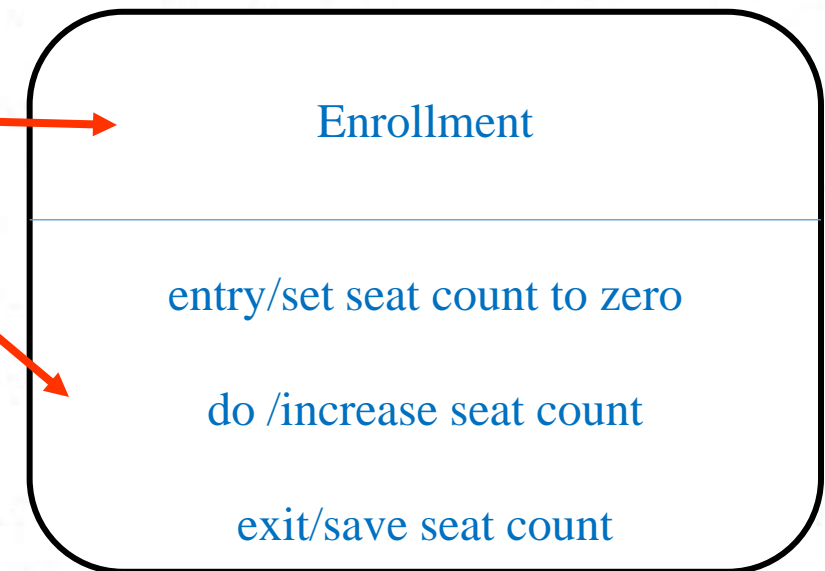 Enrollment
entry/set seat count to zero
do /increase seat count
exit/save seat count